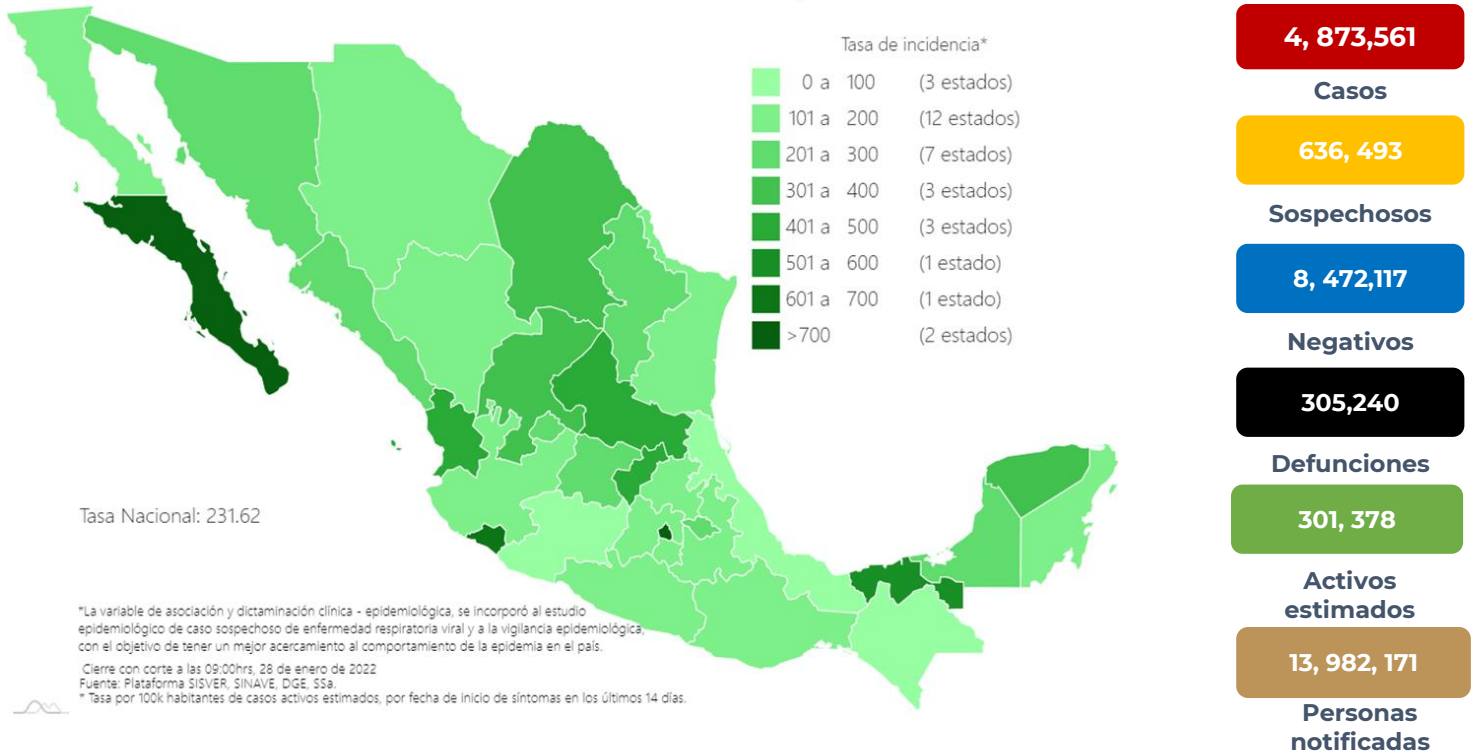 Tasa de incidencia*
0 a 100 (3 estados)
101 a 200 (12 estados)
201 a 300 (7 estados)
301 a 400 (3 estados)
401 a 500 (3 estados)
501 a 600 (1 estado)
601 a 700 (1 estado)
>700 (2 estados)
Tasa Nacional: 231.62
*La variable de asociación y dictaminación clínica - epidemiológica, se incorporó al estudio
epidemiológico de caso sospechoso de enfermedad respiratoria viral y a la vigilancia epidemiológica,
con el objetivo de tener un mejor acercamiento al comportamiento de la epidemia en el país.
Cierre con corte a las 09:00hrs, 28 de enero de 2022
Fuente: Plataforma SISVER, SINAVE, DGE, SSa.
* Tasa por 100k habitantes de casos activos estimados, por fecha de inicio de síntomas en los últimos 14 días.
4, 873,561
Casos
636, 493
Sospechosos
8, 472,117
Negativos
305,240
Defunciones
301, 378
Activos
estimados
13, 982, 171
Personas
notificadas